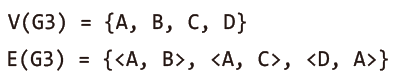 V(G3) = {A, B, C, D}
E(G3) = {<A, B>, <A, C>, <D, A>}